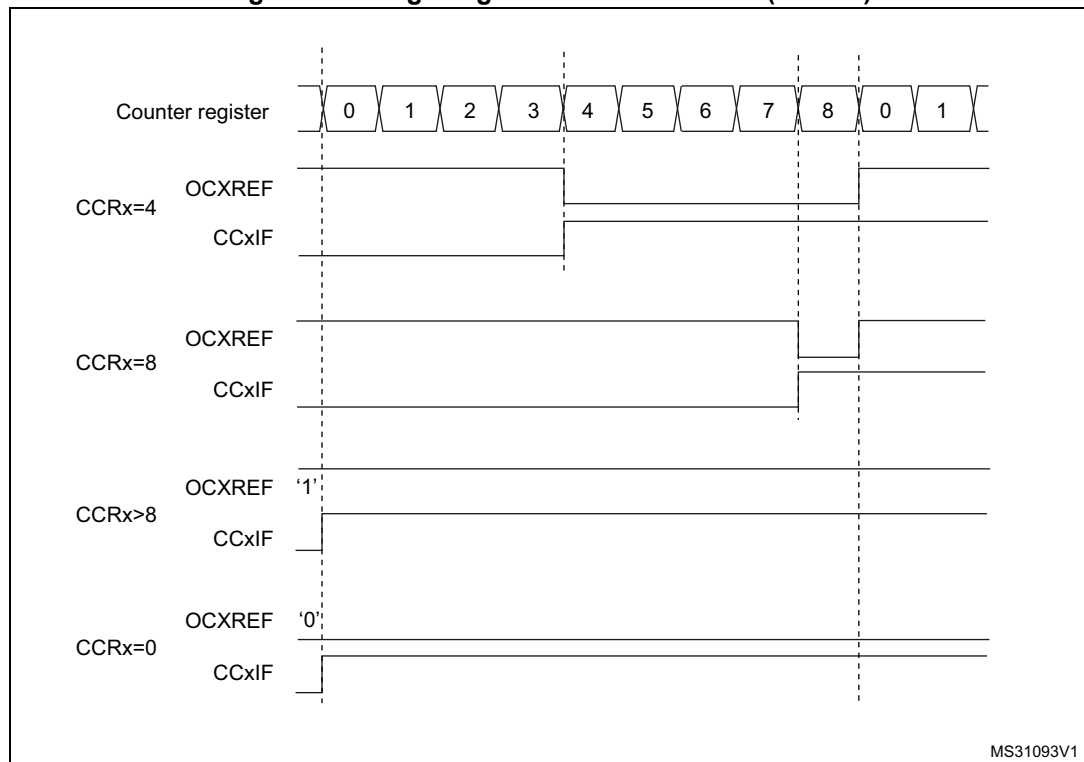 Counter register 0 1 2 3 4 5 6 7 8 0 1
OCXREF
CCRx=4
CCxIF
OCXREF
CCRx=8
CCxIF
OCXREF ‘1’
CCRx>8
CCxIF
OCXREF ‘0’
CCRx=0
CCxIF
MS31093V1